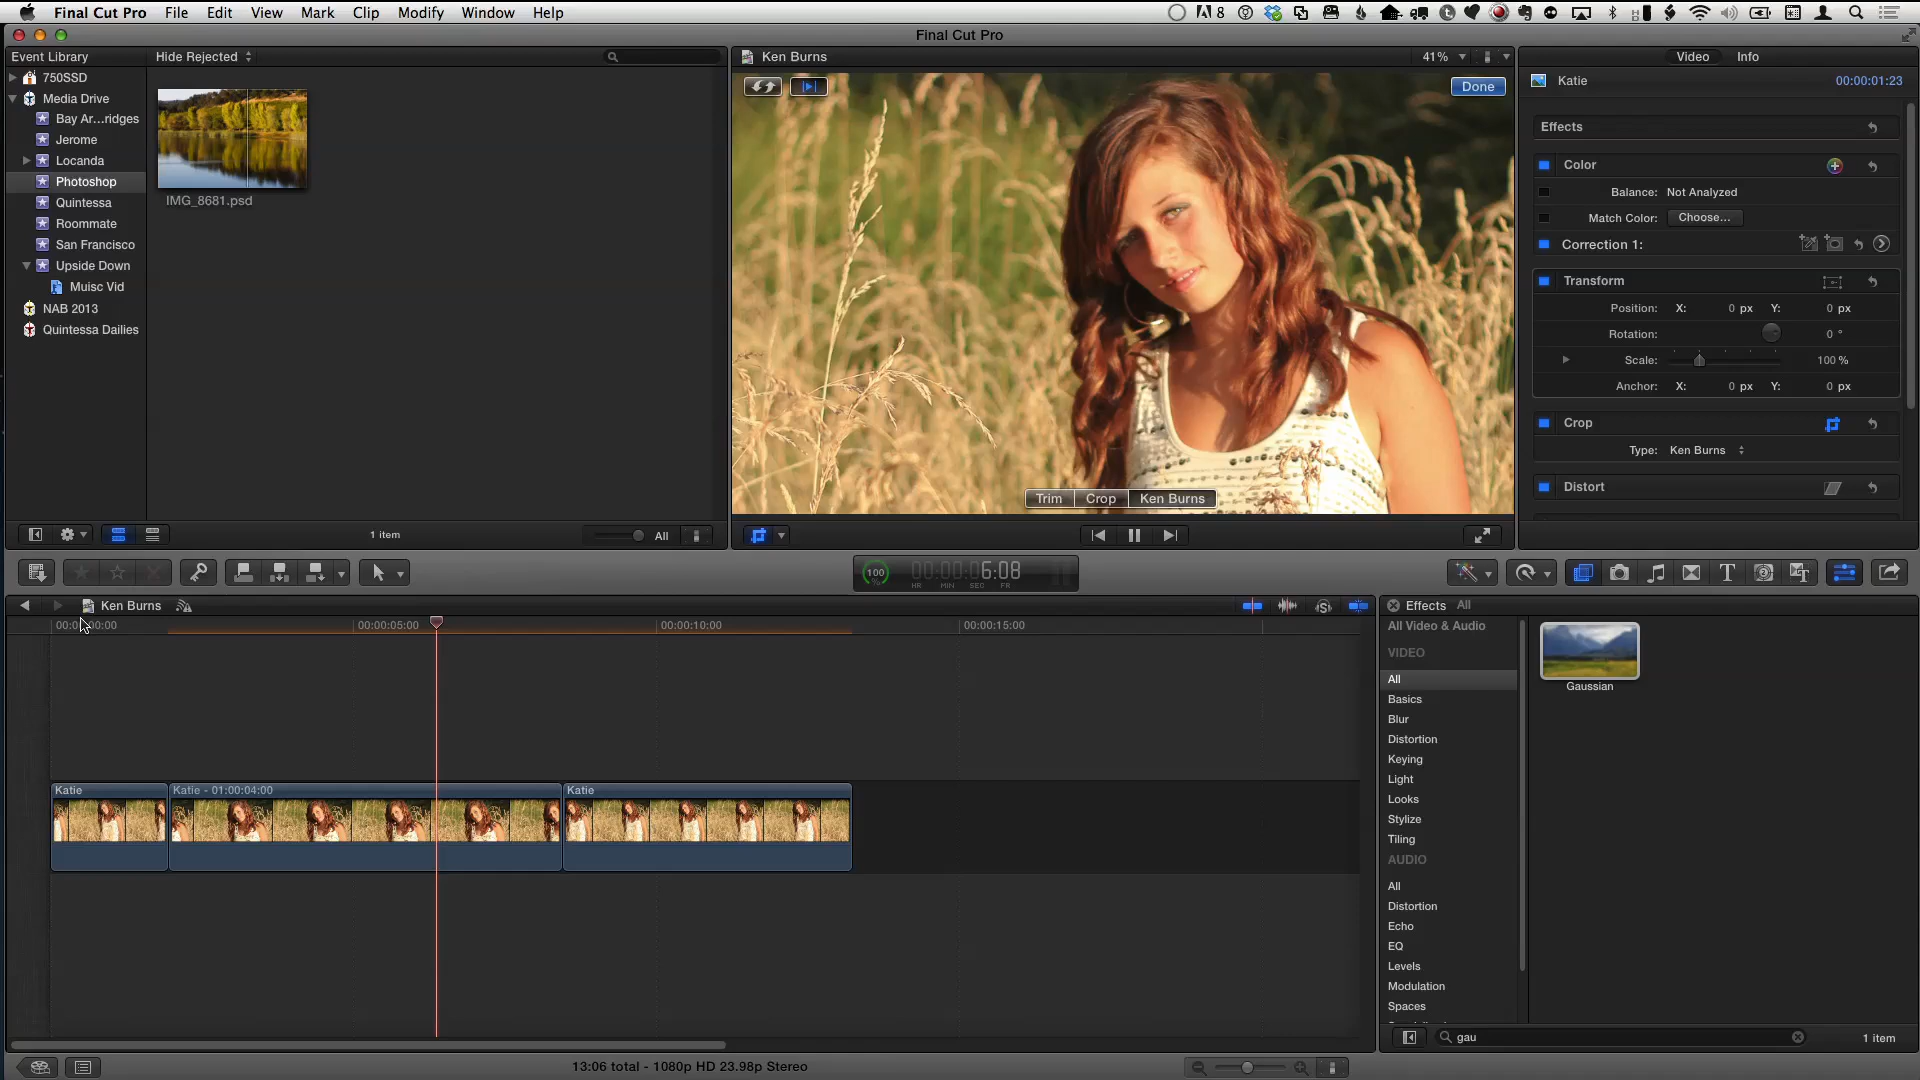 Final Cut Pro File Edit View Mark Clip Modify Window Help
8
Final Cut Pro
Event Library
Hide Rejected
750SSD
Media Drive
Bay Ar...ridges
Jerome
Locanda
Photoshop
Quintessa
Roommate
San Francisco
Upside Down
Muisc Vid
NAB 2013
Quintessa Dailies
IMG_8681.psd
1 item
All
Ken Burns
41%
Done
Trim Crop Ken Burns
Video Info
Katie 00:00:01:23
Effects
Color
Balance: Not Analyzed
Match Color: Choose...
Correction 1:
Transform
Position: X: 0 px Y: 0 px
Rotation: 0 °
Scale: 100 %
Anchor: X: 0 px Y: 0 px
Crop
Type: Ken Burns
Distort
100
%
00:00:06:08
HR MIN SEC FR
Ken Burns
00:00:05:00
00:00:10:00
00:00:15:00
Katie
Katie - 01:00:04:00
Katie
Effects All
All Video & Audio
VIDEO
All
Basics
Blur
Distortion
Keying
Light
Looks
Stylize
Tiling
AUDIO
All
Distortion
Echo
EQ
Levels
Modulation
Spaces
Gaussian
gau
1 item
13:06 total - 1080p HD 23.98p Stereo